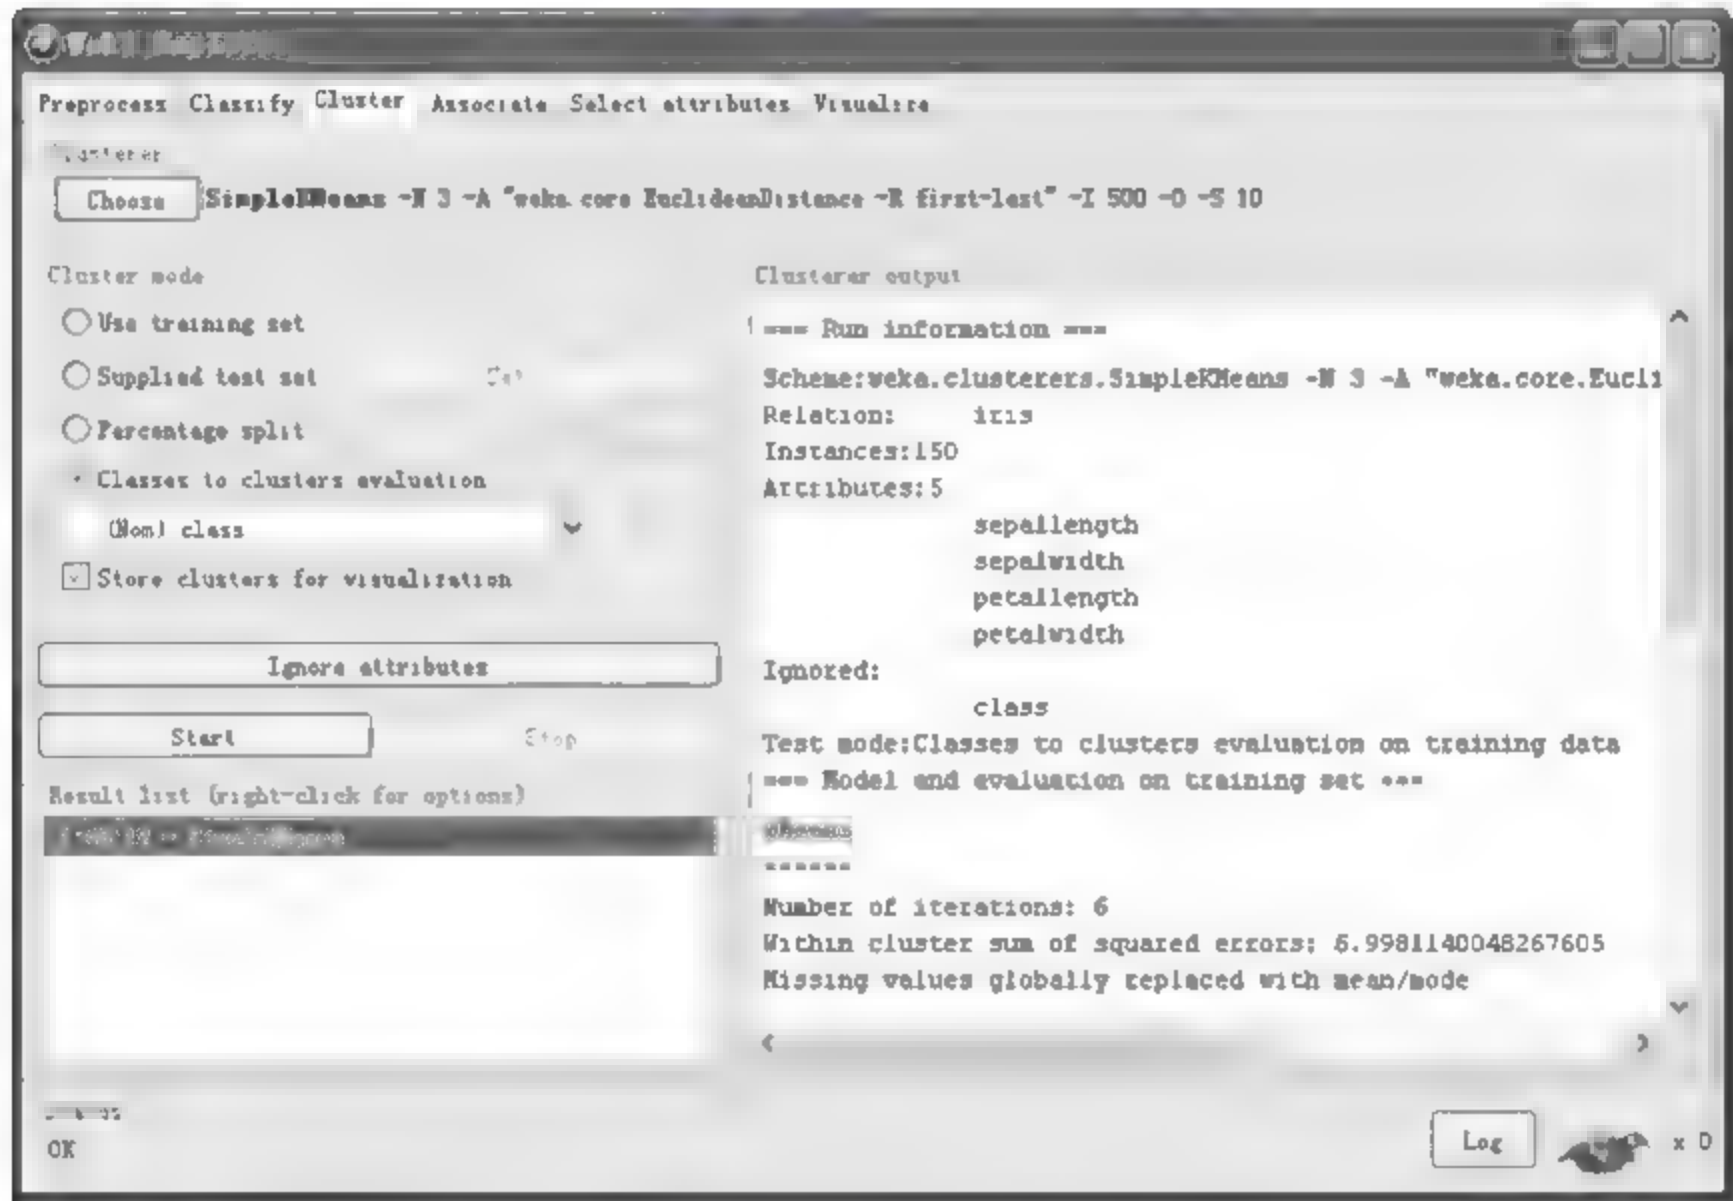 Preprocess Classify Cluster Associate Select attributes Visualize
Clusterer
Choose SimpleKMeans -N 3 -A "weka.core.EuclideanDistance -R first-last" -I 500 -O -S 10
Cluster mode
Use training set
Supplied test set Set
Percentage split
Classes to clusters evaluation
(Nom) class
Store clusters for visualization
Ignore attributes
Start Stop
Result list (right-click for options)
Clusterer output
=== Run information ===
Scheme:weka.clusterers.SimpleKMeans -N 3 -A "weka.core.Eucli
Relation: iris
Instances:150
Attributes:5
sepallength
sepalwidth
petallength
petalwidth
Ignored:
class
Test mode:Classes to clusters evaluation on training data
=== Model and evaluation on training set ===
kMeans
======
Number of iterations: 6
Within cluster sum of squared errors: 6.9981140048267605
Missing values globally replaced with mean/mode
Status
OK
Log x 0